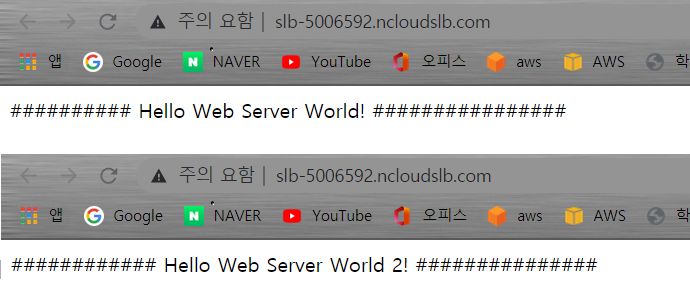 주의 요함 | slb-5006592.ncloudslb.com
앱 Google NAVER YouTube 오피스 aws AWS 학
########## Hello Web Server World! ################
주의 요함 | slb-5006592.ncloudslb.com
앱 Google NAVER YouTube 오피스 aws AWS 학
############ Hello Web Server World 2! ###############